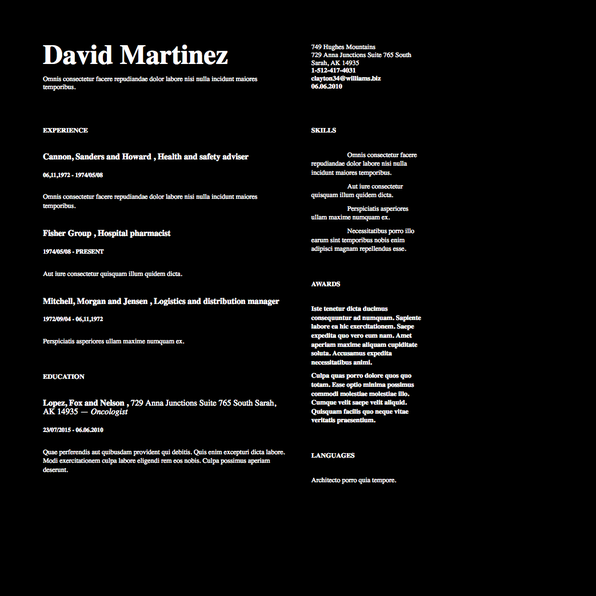 David Martinez
Omnis consectetur facere repudiandae dolor labore nisi nulla incidunt maiores
temporibus.
749 Hughes Mountains
729 Anna Junctions Suite 765 South
Sarah, AK 14935
1-512-417-4031
clayton34@williams.biz
06.06.2010
EXPERIENCE
Cannon, Sanders and Howard , Health and safety adviser
06,11,1972 - 1974/05/08
Omnis consectetur facere repudiandae dolor labore nisi nulla incidunt maiores
temporibus.
Fisher Group , Hospital pharmacist
1974/05/08 - PRESENT
Aut iure consectetur quisquam illum quidem dicta.
Mitchell, Morgan and Jensen , Logistics and distribution manager
1972/09/04 - 06,11,1972
Perspiciatis asperiores ullam maxime numquam ex.
EDUCATION
Lopez, Fox and Nelson , 729 Anna Junctions Suite 765 South Sarah,
AK 14935 — Oncologist
23/07/2015 - 06.06.2010
Quae perferendis aut quibusdam provident qui debitis. Quis enim excepturi dicta labore.
Modi exercitationem culpa labore eligendi rem eos nobis. Culpa possimus aperiam
deserunt.
SKILLS
Omnis consectetur facere
repudiandae dolor labore nisi nulla
incidunt maiores temporibus.
Aut iure consectetur
quisquam illum quidem dicta.
Perspiciatis asperiores
ullam maxime numquam ex.
Necessitatibus porro illo
earum sint temporibus nobis enim
adipisci magnam repellendus esse.
AWARDS
Iste tenetur dicta ducimus
consequuntur ad numquam. Sapiente
labore ea hic exercitationem. Saepe
expedita quo vero eum nam. Amet
aperiam maxime aliquam cupiditate
soluta. Accusamus expedita
necessitatibus animi.
Culpa quas porro dolore quos quo
totam. Esse optio minima possimus
commodi molestiae molestiae illo.
Cumque velit saepe velit aliquid.
Quisquam facilis quo neque vitae
veritatis praesentium.
LANGUAGES
Architecto porro quia tempore.